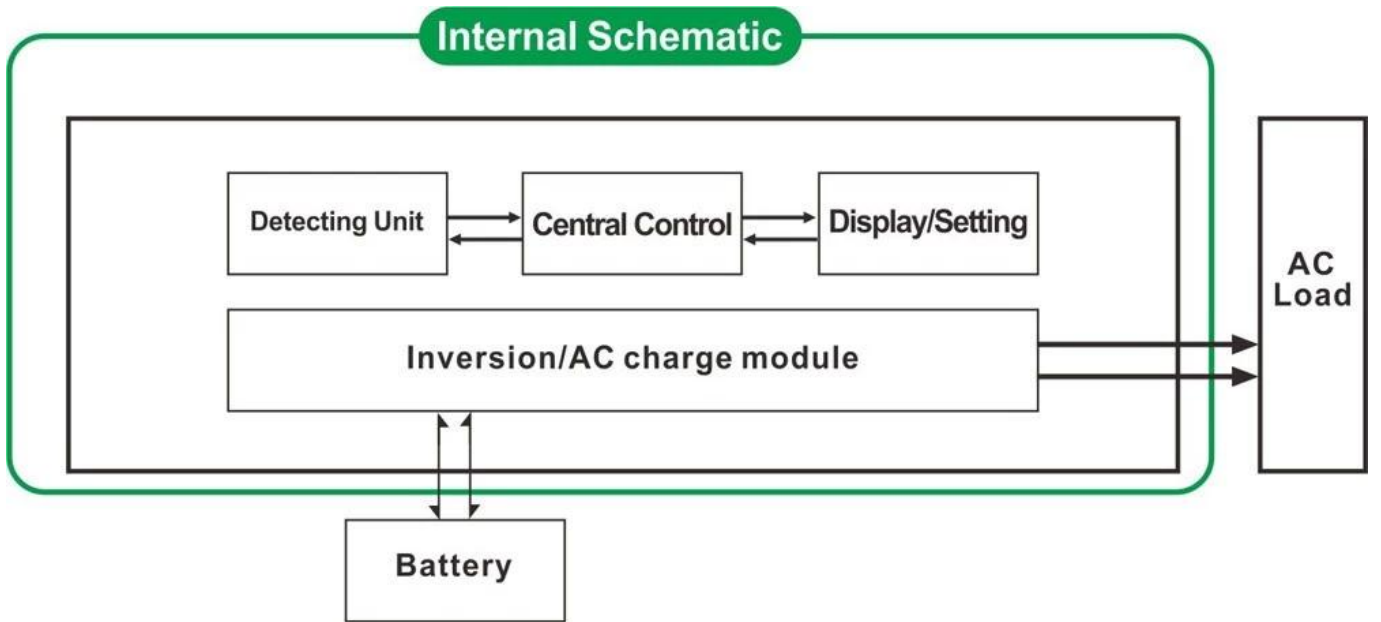 Internal Schematic
Detecting Unit
Central Control
Display/Setting
Inversion/AC charge module
AC
Load
Battery